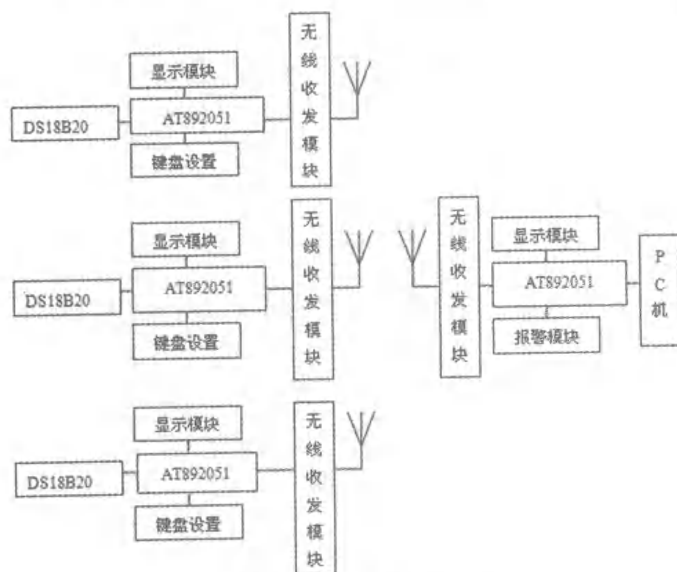 显示模块
DS18B20
AT892051
键盘设置
无线收发模块
显示模块
DS18B20
AT892051
键盘设置
无线收发模块
无线收发模块
显示模块
AT892051
报警模块
PC机
显示模块
DS18B20
AT892051
键盘设置
无线收发模块